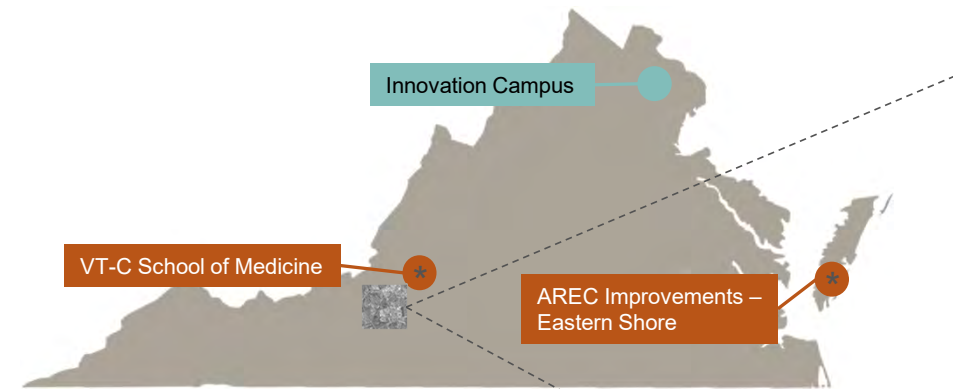 Innovation Campus
VT-C School of Medicine
*
AREC Improvements –
Eastern Shore
*